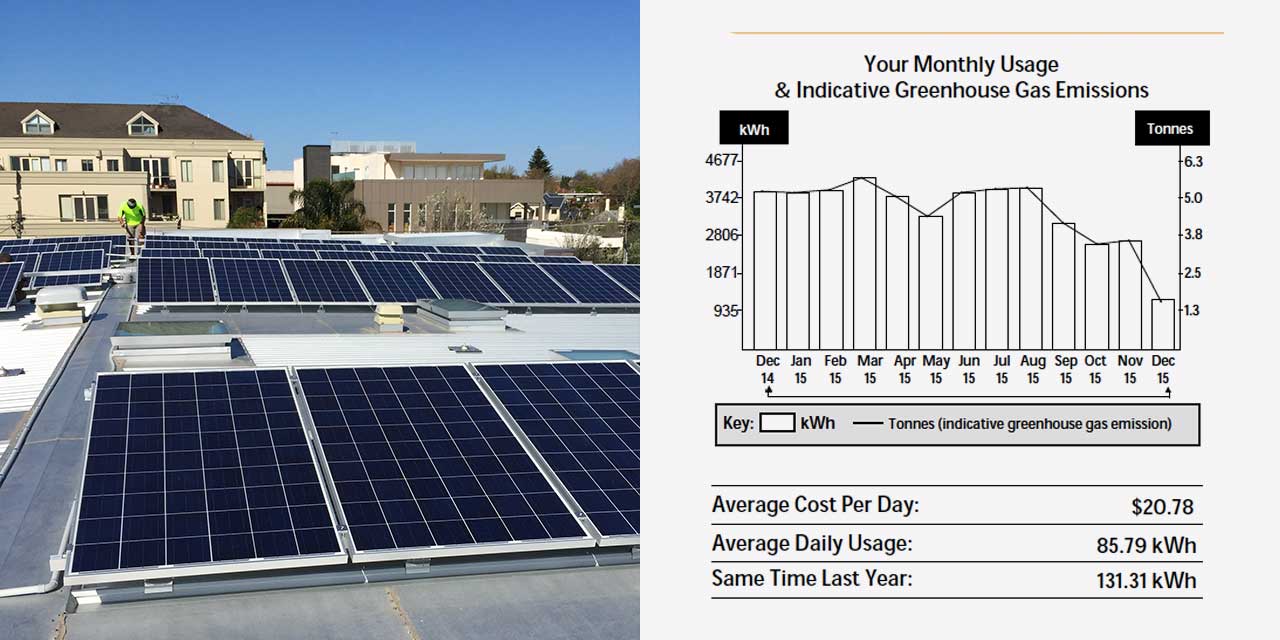 Your Monthly Usage
& Indicative Greenhouse Gas Emissions
kWh
Tonnes
4677
6.3
3742
5.0
2806
3.8
1871
2.5
935
1.3
Dec Jan Feb Mar Apr May Jun Jul Aug Sep Oct Nov Dec
14 15 15 15 15 15 15 15 15 15 15 15 15
Key: kWh Tonnes (indicative greenhouse gas emission)
Average Cost Per Day: $20.78
Average Daily Usage: 85.79 kWh
Same Time Last Year: 131.31 kWh